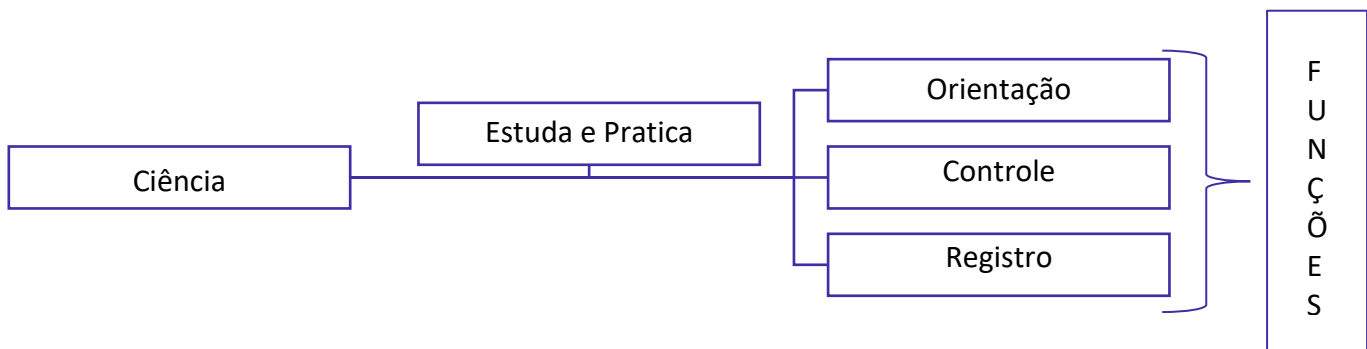 Ciência
Estuda e Pratica
Orientação
Controle
Registro
F
U
N
Ç
Õ
E
S